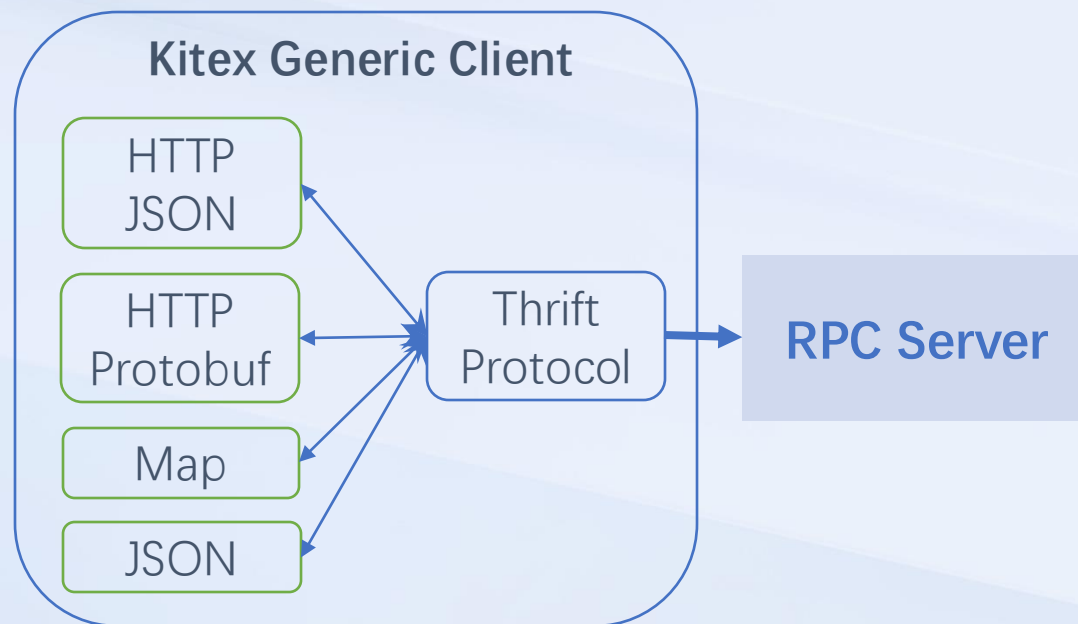 Kitex Generic Client
HTTP
JSON
HTTP
Protobuf
Map
JSON
Thrift
Protocol
RPC Server